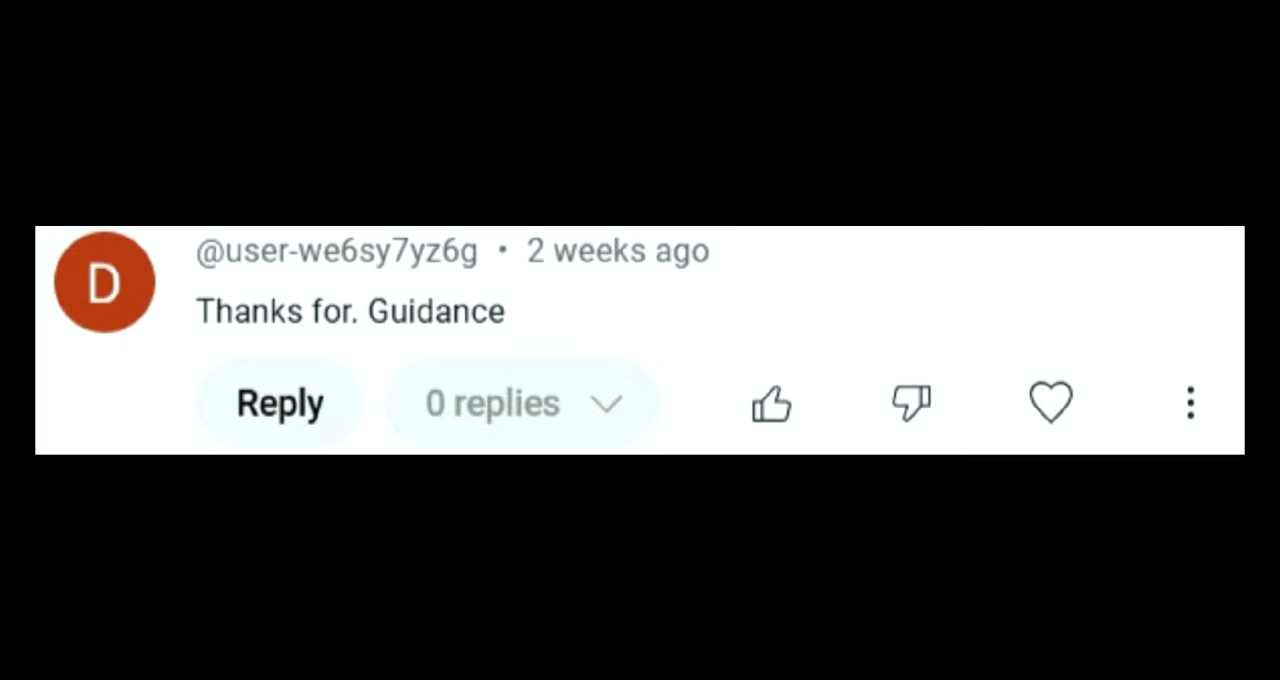 D
@user-we6sy7yz6g • 2 weeks ago
Thanks for. Guidance
Reply 0 replies